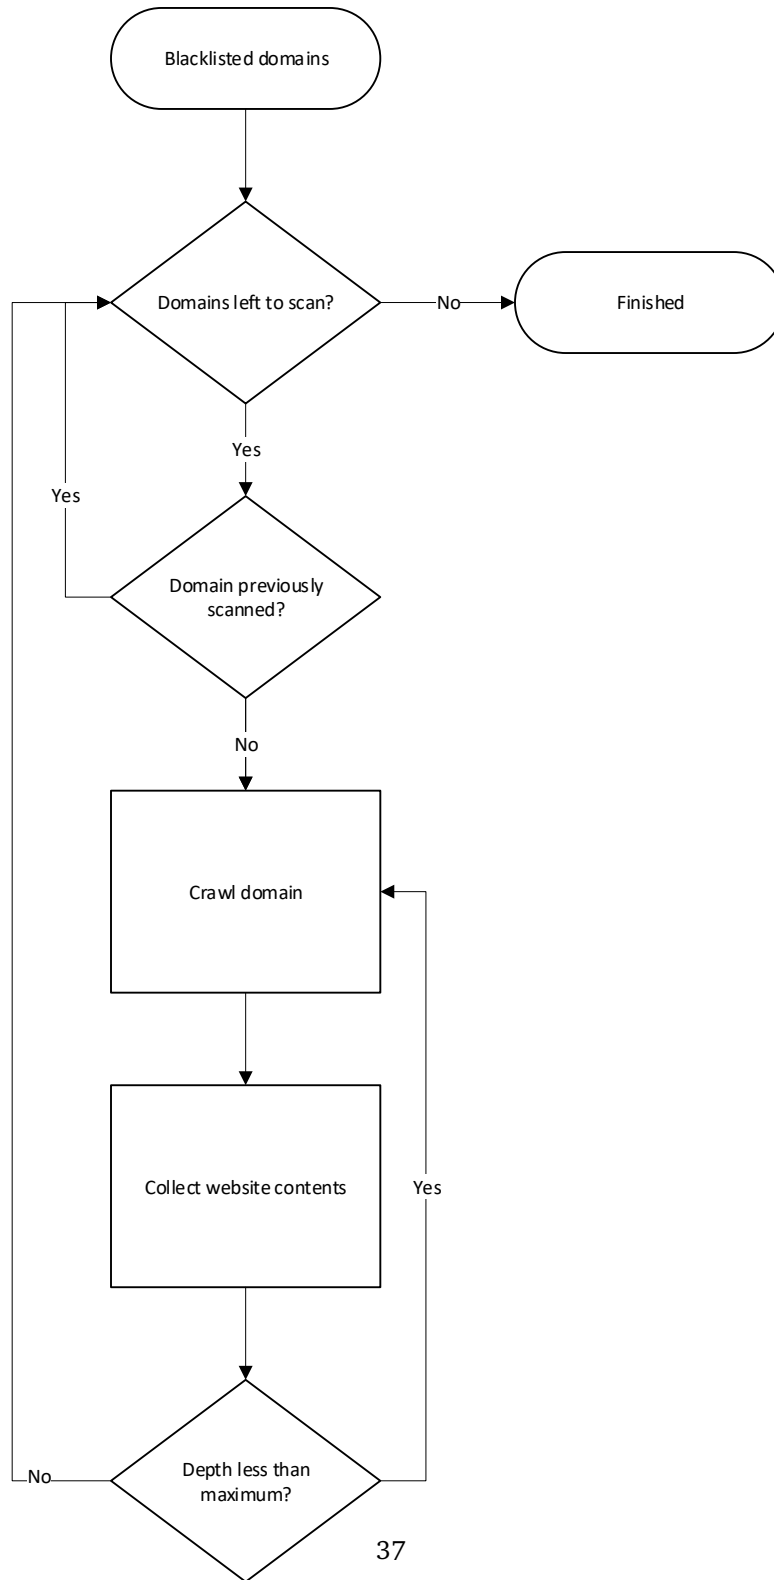 Blacklisted domains
Domains left to scan?
No
Finished
Yes
Yes
Domain previously
scanned?
No
Crawl domain
Collect website contents
Yes
Depth less than
maximum?
No
37